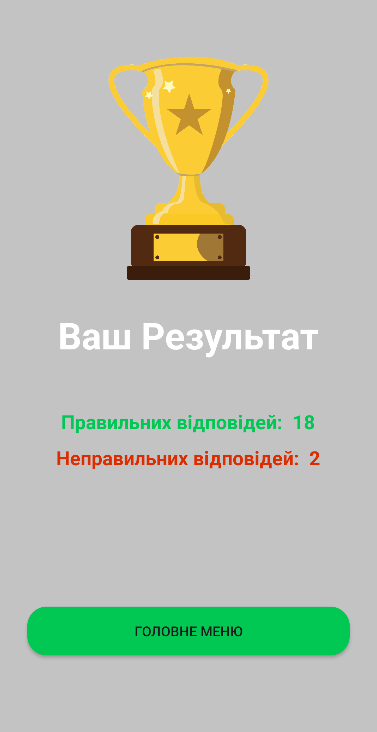 Ваш Результат
Правильних відповідей: 18
Неправильних відповідей: 2
ГОЛОВНЕ МЕНЮ